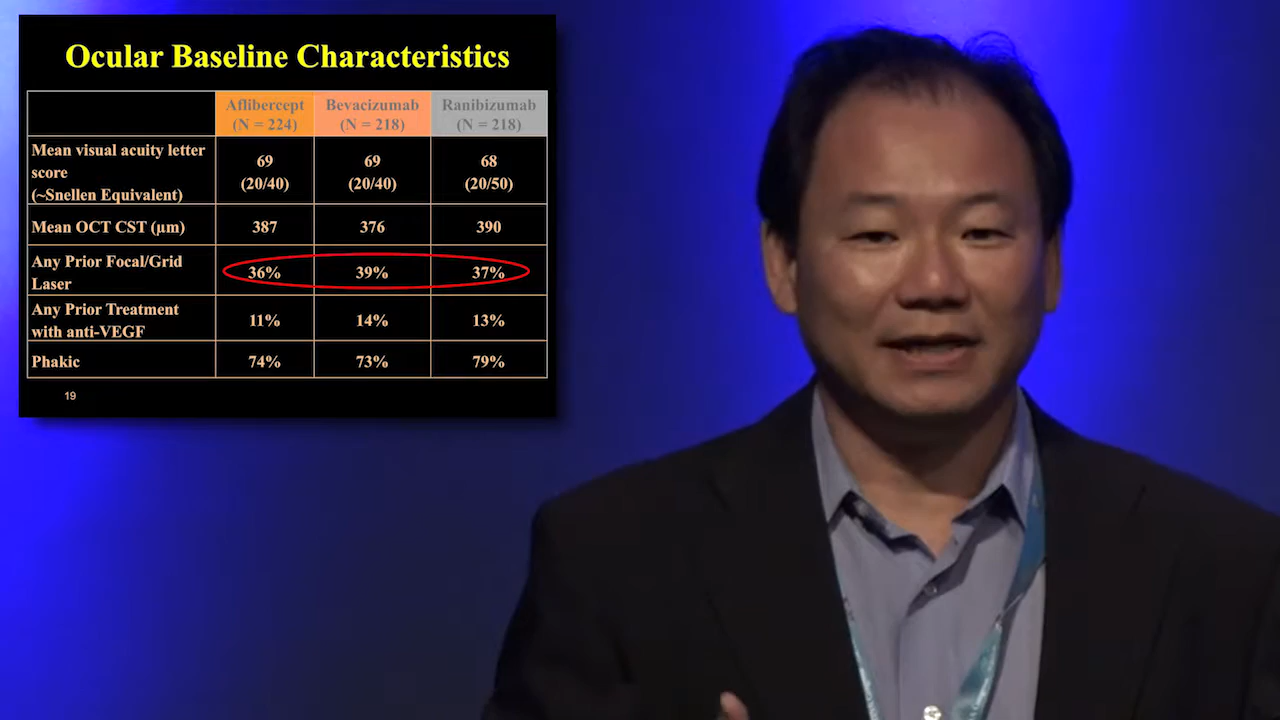 Ocular Baseline Characteristics
Aflibercept
(N = 224)
Bevacizumab
(N = 218)
Ranibizumab
(N = 218)
Mean visual acuity letter
score
(~Snellen Equivalent)
69
(20/40)
69
(20/40)
68
(20/50)
Mean OCT CST (µm)
387
376
390
Any Prior Focal/Grid
Laser
36%
39%
37%
Any Prior Treatment
with anti-VEGF
11%
14%
13%
Phakic
74%
73%
79%
19